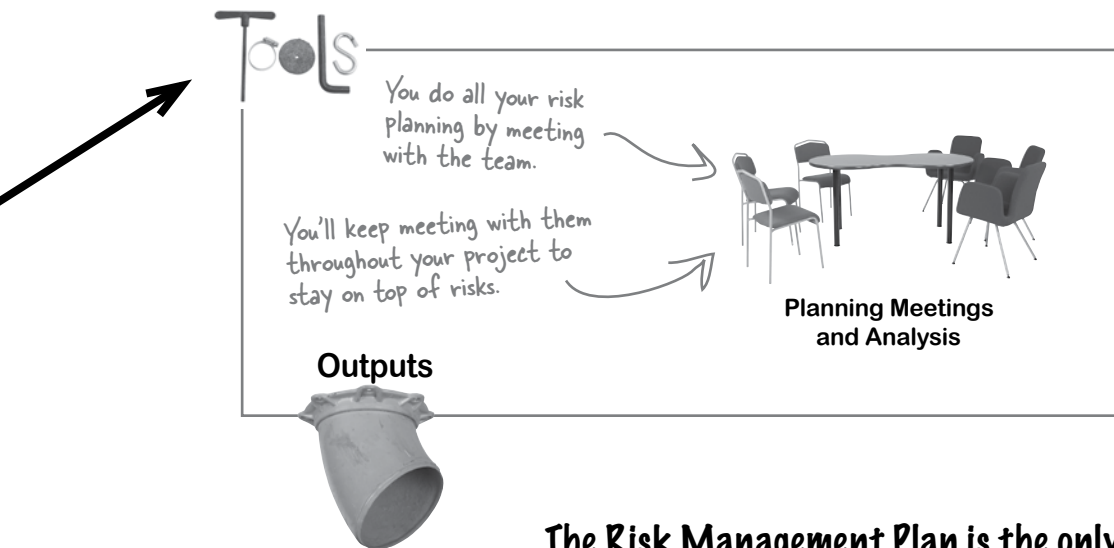 Tools
You do all your risk
planning by meeting
with the team.
You'll keep meeting with them
throughout your project to
stay on top of risks.
Planning Meetings
and Analysis
Outputs
The Risk Management Plan is the only